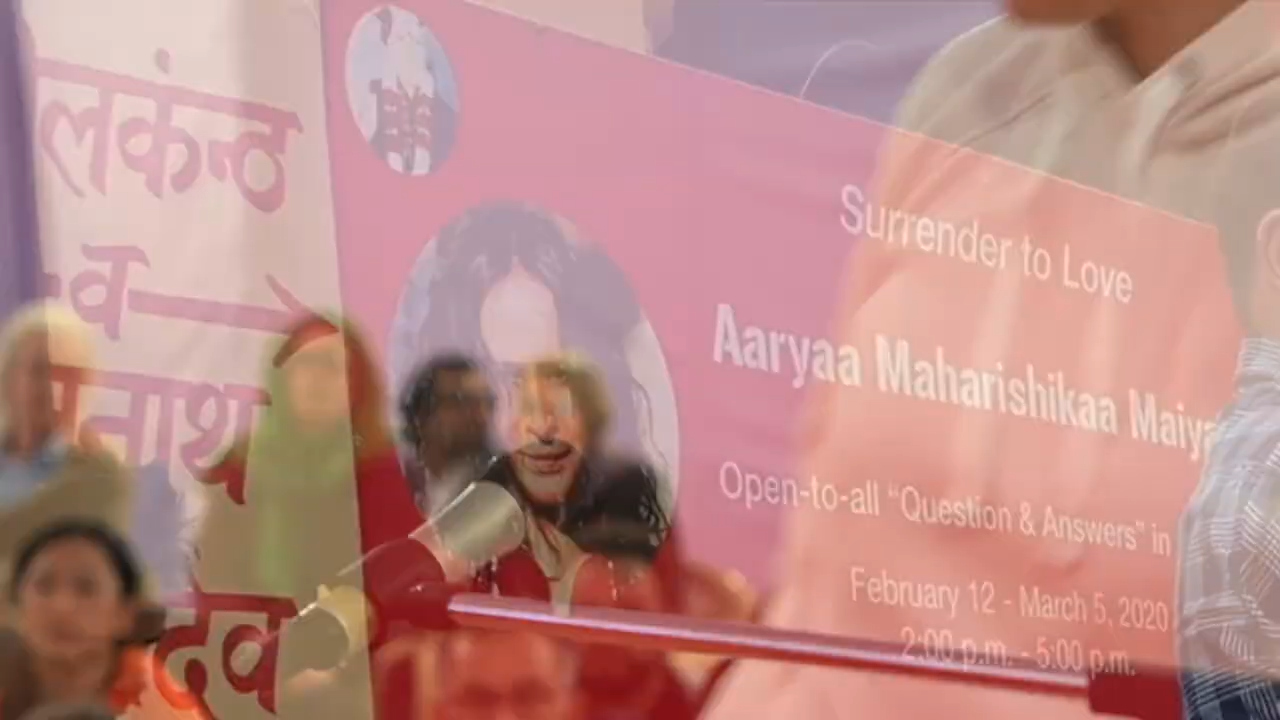 लकंन्ठ
व
नाथ
देव
Surrender to Love
Aaryaa Maharishikaa Maiya
Open-to-all “Question & Answers” in
February 12 - March 5, 2020
2:00 p.m. - 5:00 p.m.